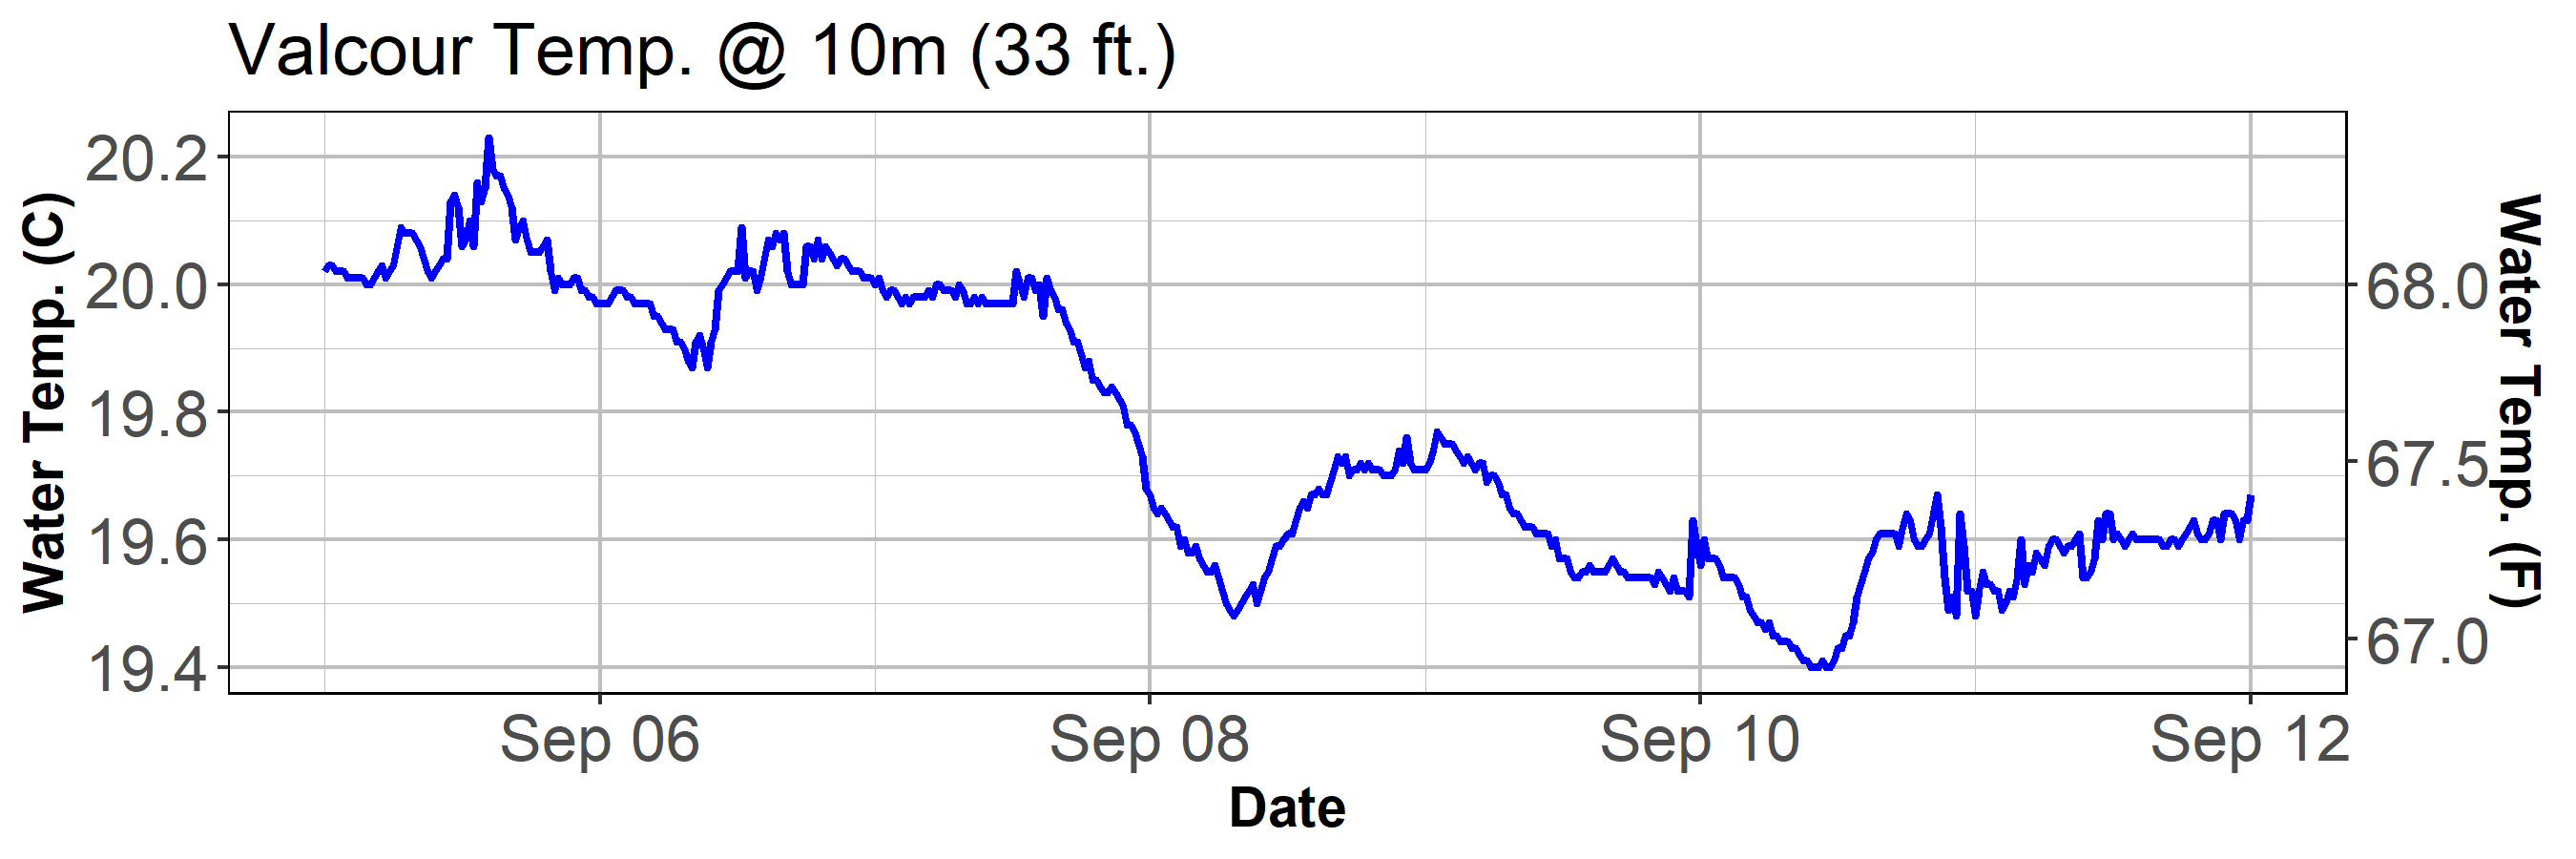 Valcour Temp. @ 10m (33 ft.)
Water Temp. (C)
20.2
20.0
19.8
19.6
19.4
68.0
67.5
67.0
Water Temp. (F)
Sep 06
Sep 08
Sep 10
Sep 12
Date